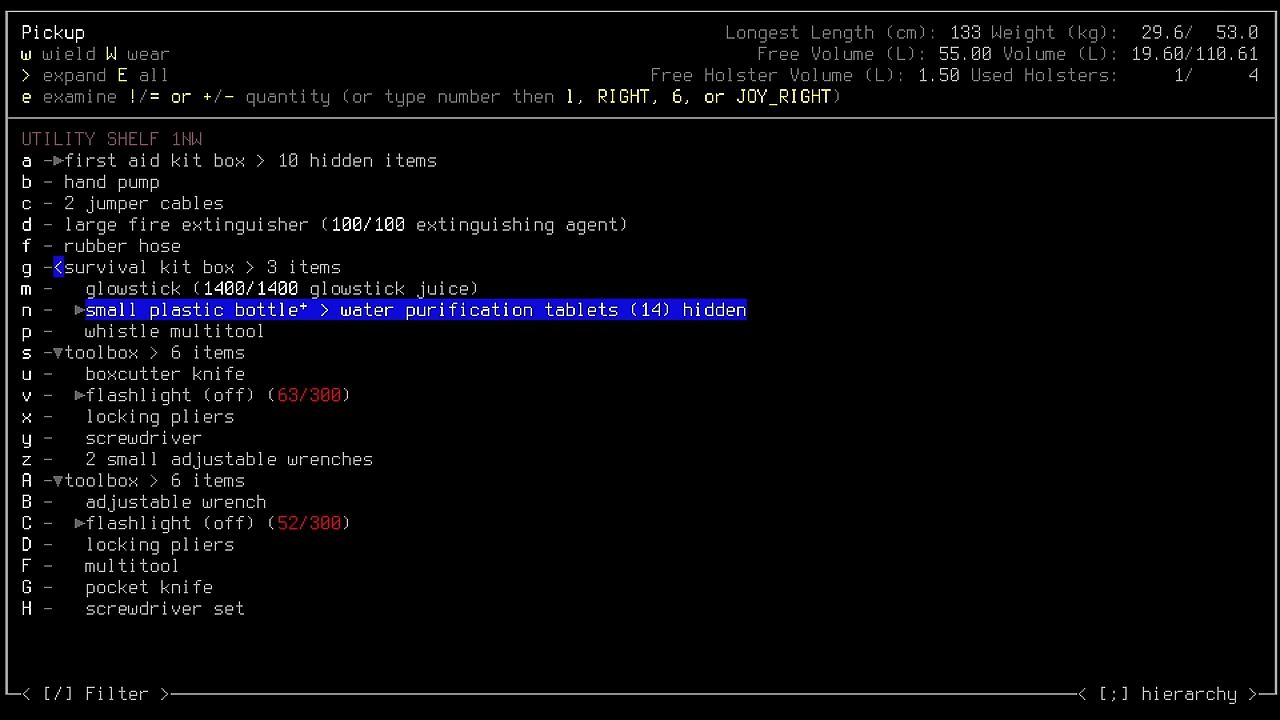 Pickup Longest Length (cm): 133 Weight (kg): 29.6/ 53.0
w wield W wear Free Volume (L): 55.00 Volume (L): 19.60/110.61
> expand E all Free Holster Volume (L): 1.50 Used Holsters: 1/ 4
e examine !/= or +/- quantity (or type number then l, RIGHT, 6, or JOY_RIGHT)
UTILITY SHELF 1NW
a -▶first aid kit box > 10 hidden items
b - hand pump
c - 2 jumper cables
d - large fire extinguisher (100/100 extinguishing agent)
f - rubber hose
g -<survival kit box > 3 items
m - glowstick (1400/1400 glowstick juice)
n - ▶small plastic bottle* > water purification tablets (14) hidden
p - whistle multitool
s -▼toolbox > 6 items
u - boxcutter knife
v - ▶flashlight (off) (63/300)
x - locking pliers
y - screwdriver
z - 2 small adjustable wrenches
A -▼toolbox > 6 items
B - adjustable wrench
C - ▶flashlight (off) (52/300)
D - locking pliers
F - multitool
G - pocket knife
H - screwdriver set
< [/] Filter > < [;] hierarchy >